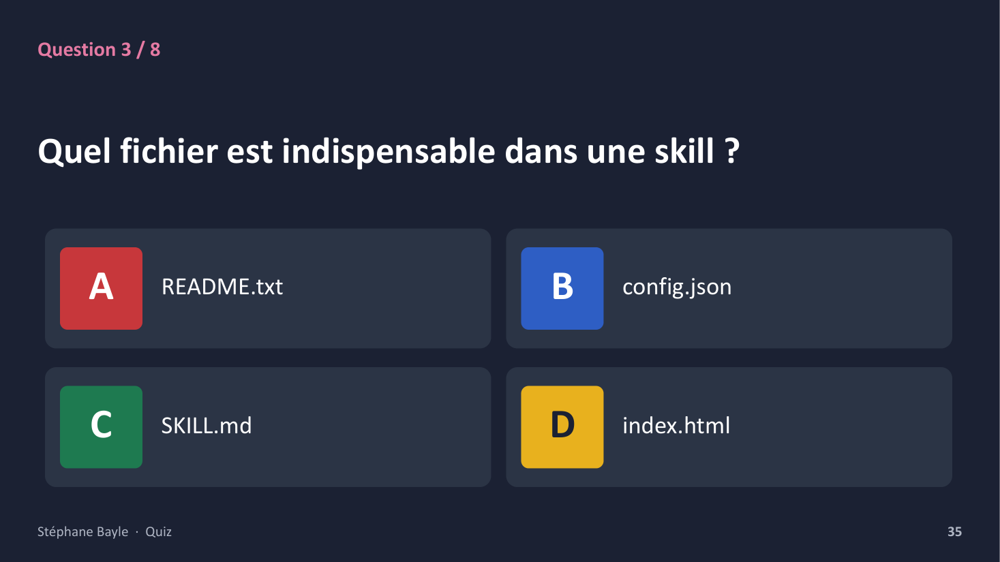 Question 3 / 8
Quel fichier est indispensable dans une skill ?
A
README.txt
B
config.json
C
SKILL.md
D
index.html
Stéphane Bayle · Quiz
35